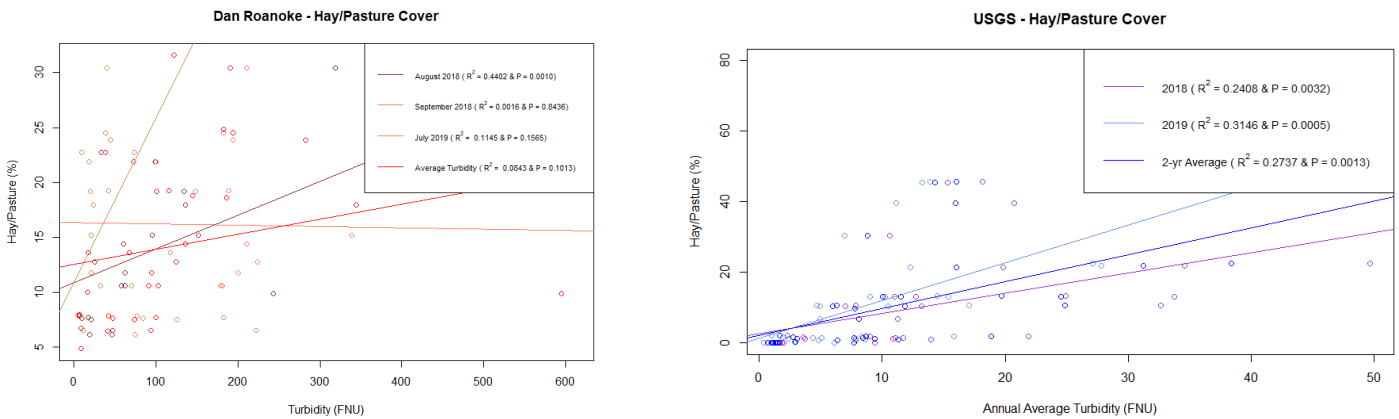 Dan Roanoke - Hay/Pasture Cover
Hay/Pasture (%)
30
25
20
15
10
5
0
100
200
300
400
500
600
Turbidity (FNU)
August 2018 ( R² = 0.4402 & P = 0.0010)
September 2018 ( R² = 0.0016 & P = 0.8436)
July 2019 ( R² = 0.1145 & P = 0.1565)
Average Turbidity ( R² = 0.0843 & P = 0.1013)
USGS - Hay/Pasture Cover
Hay/Pasture (%)
80
60
40
20
0
0
10
20
30
40
50
Annual Average Turbidity (FNU)
2018 ( R² = 0.2408 & P = 0.0032)
2019 ( R² = 0.3146 & P = 0.0005)
2-yr Average ( R² = 0.2737 & P = 0.0013)